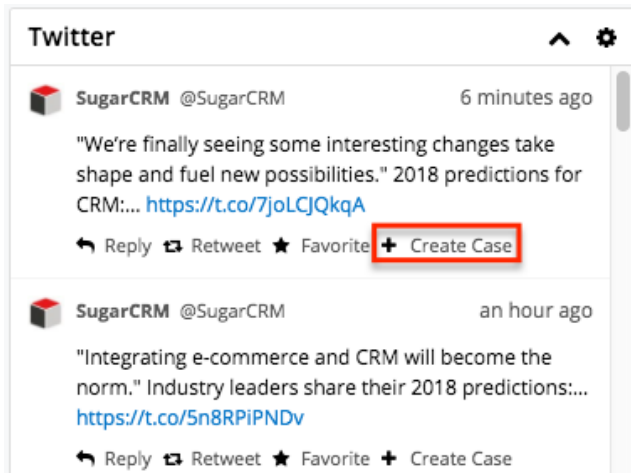 Twitter
SugarCRM @SugarCRM 6 minutes ago
"We're finally seeing some interesting changes take
shape and fuel new possibilities." 2018 predictions for
CRM:... https://t.co/7joLCJQkqA
Reply Retweet Favorite Create Case
SugarCRM @SugarCRM an hour ago
"Integrating e-commerce and CRM will become the
norm." Industry leaders share their 2018 predictions:...
https://t.co/5n8RPiPNDv
Reply Retweet Favorite Create Case